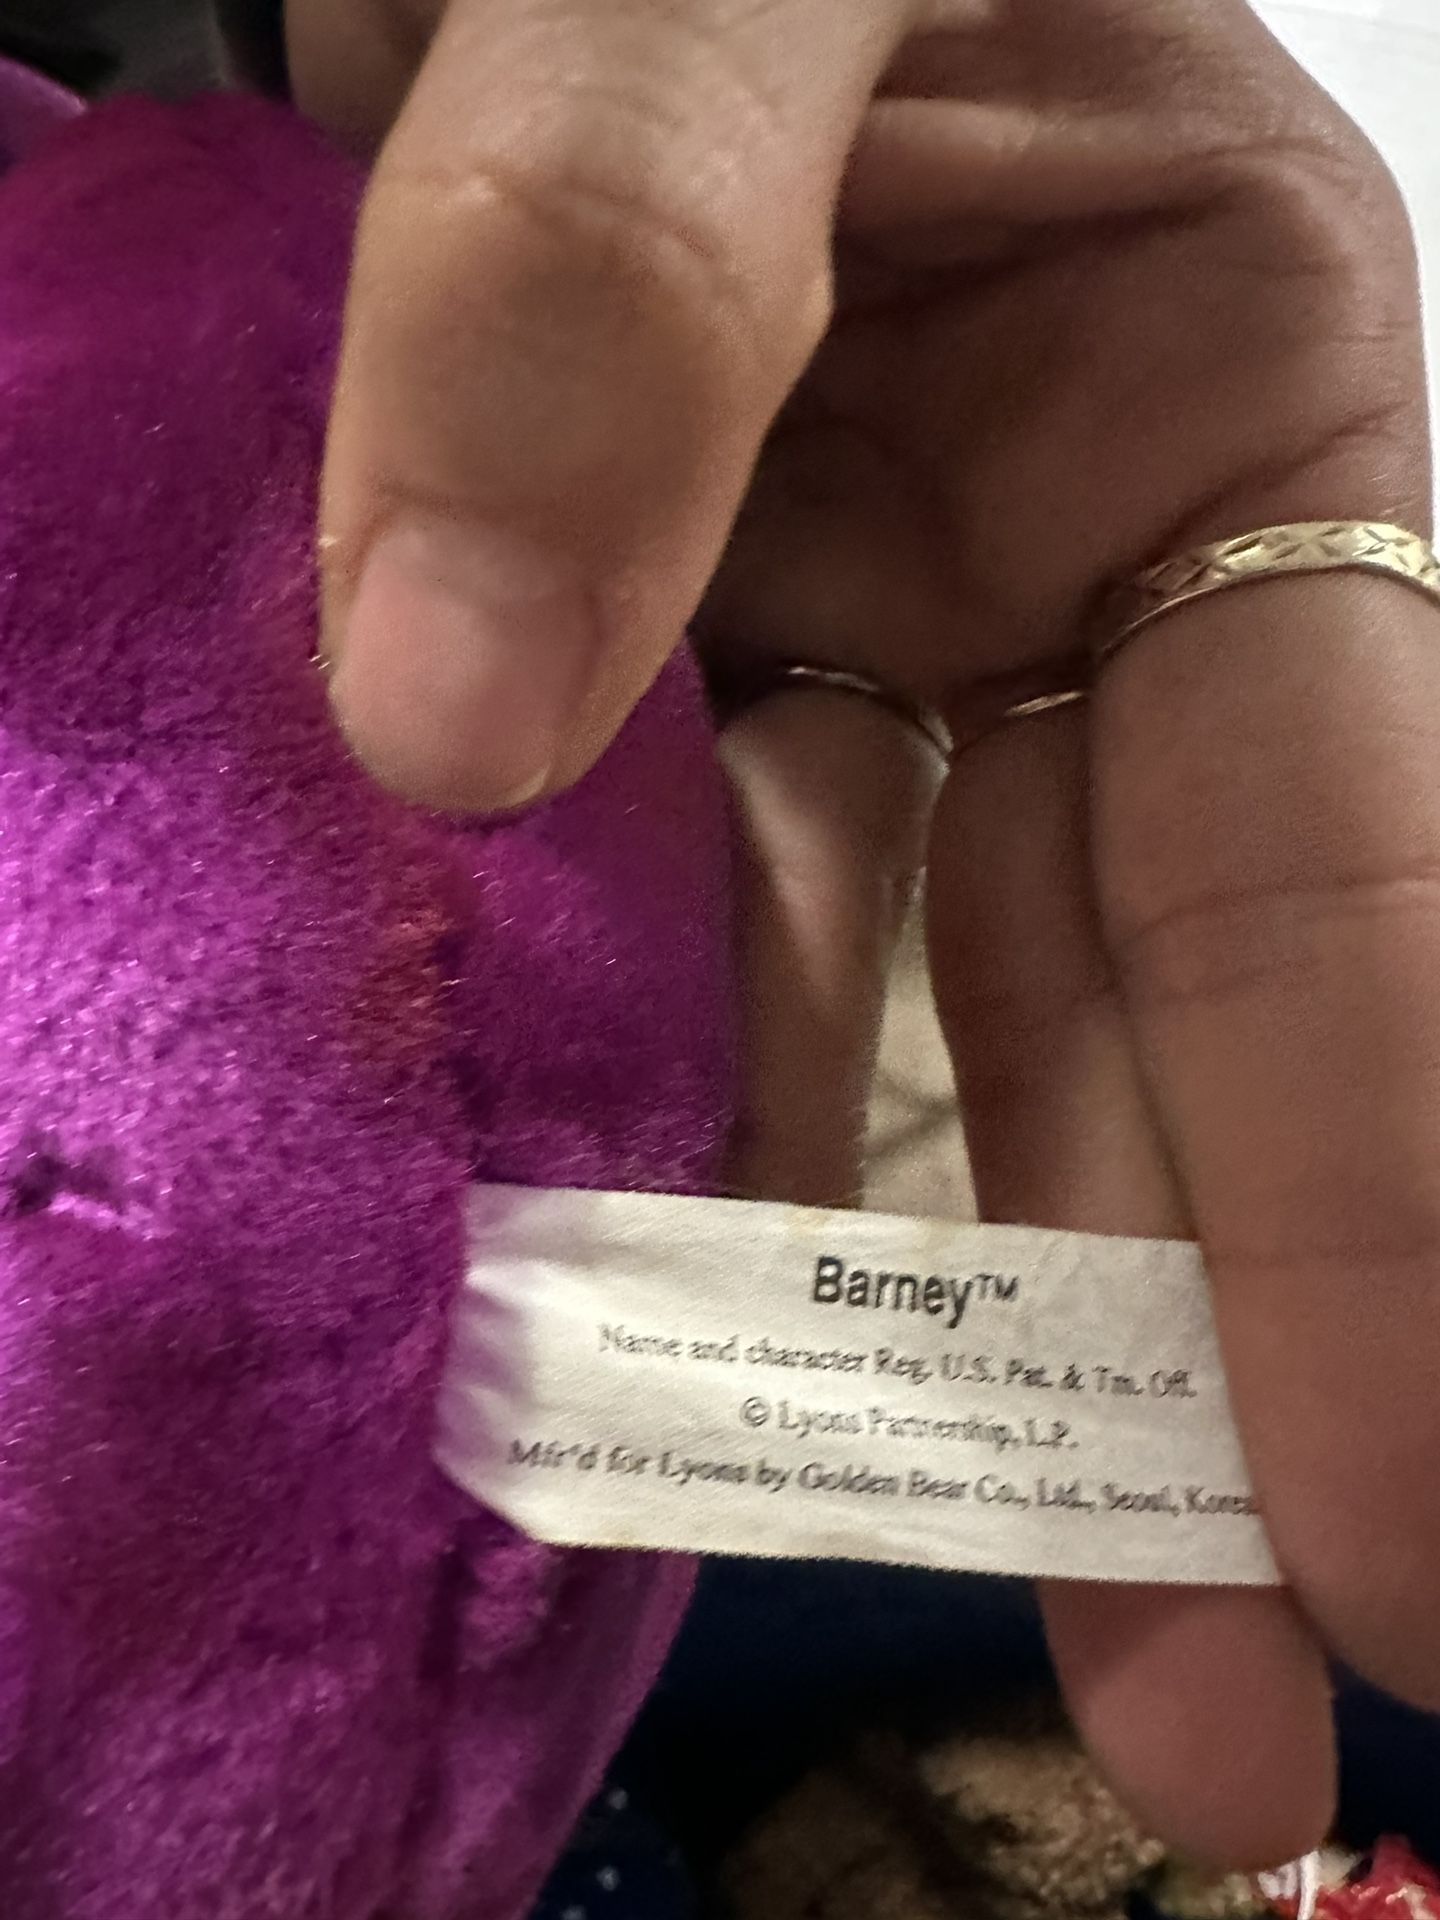 Barney™
Name and character Reg. U.S. Pat. & Tm. Off.
© Lyons Partnership, L.P.
Mfr'd for Lyons by Golden Bear Co., Ltd., Seoul, Korea